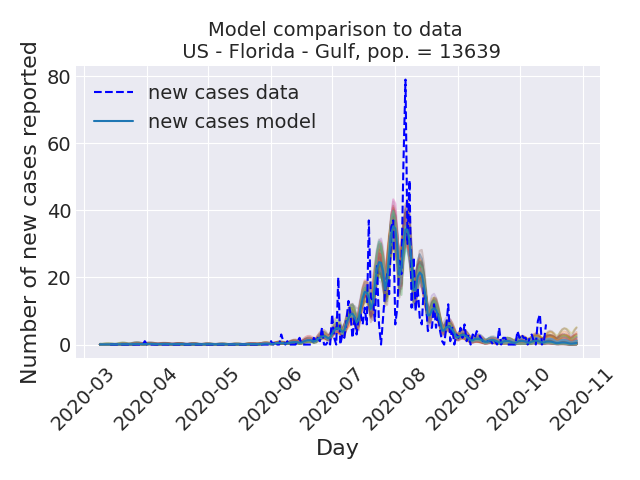 Model comparison to data
US - Florida - Gulf, pop. = 13639
Number of new cases reported
80
60
40
20
0
new cases data
new cases model
2020-03
2020-04
2020-05
2020-06
2020-07
2020-08
2020-09
2020-10
2020-11
Day